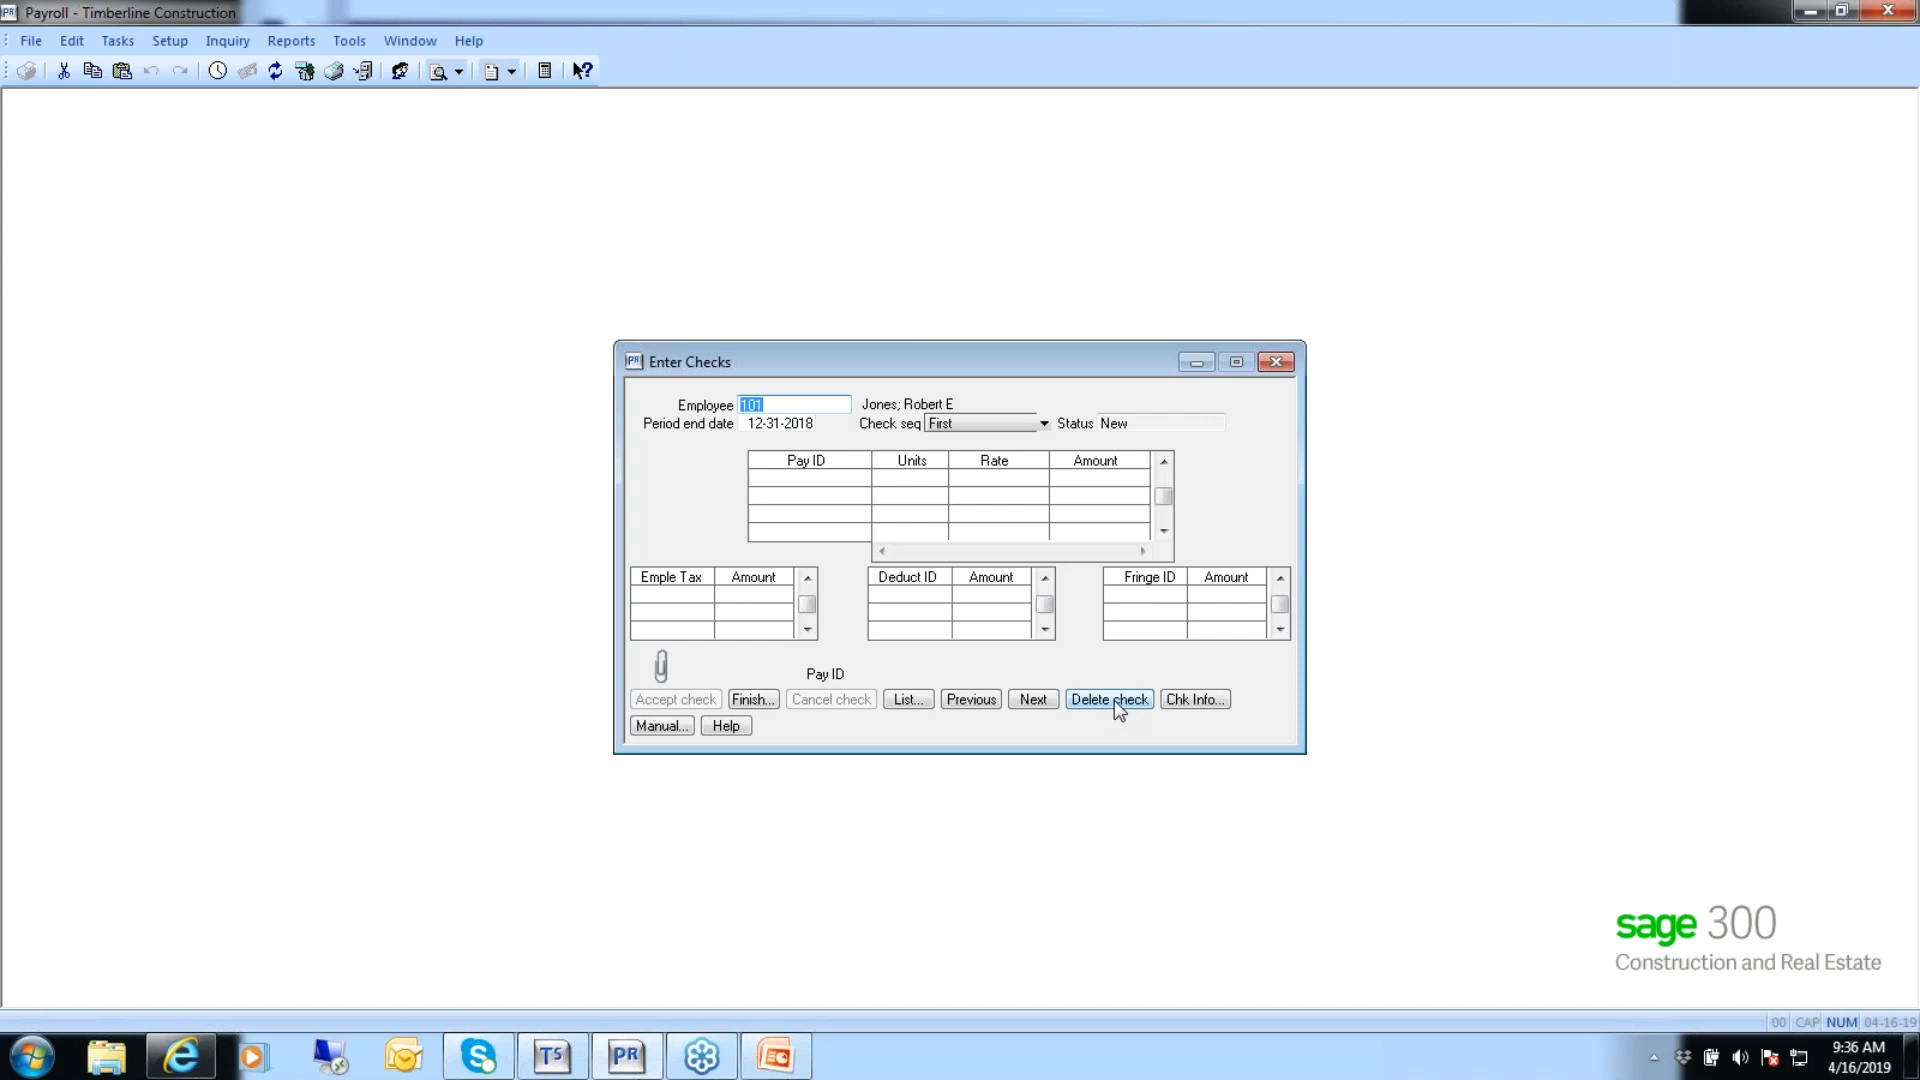 PR Payroll - Timberline Construction
File Edit Tasks Setup Inquiry Reports Tools Window Help
PR Enter Checks
Employee 101 Jones; Robert E
Period end date 12-31-2018 Check seq First Status New
Pay ID Units Rate Amount
Emple Tax Amount Deduct ID Amount Fringe ID Amount
Pay ID
Accept check Finish... Cancel check List... Previous Next Delete check Chk Info...
Manual... Help
sage 300
Construction and Real Estate
00 CAP NUM 04-16-19
TS PR
9:36 AM
4/16/2019